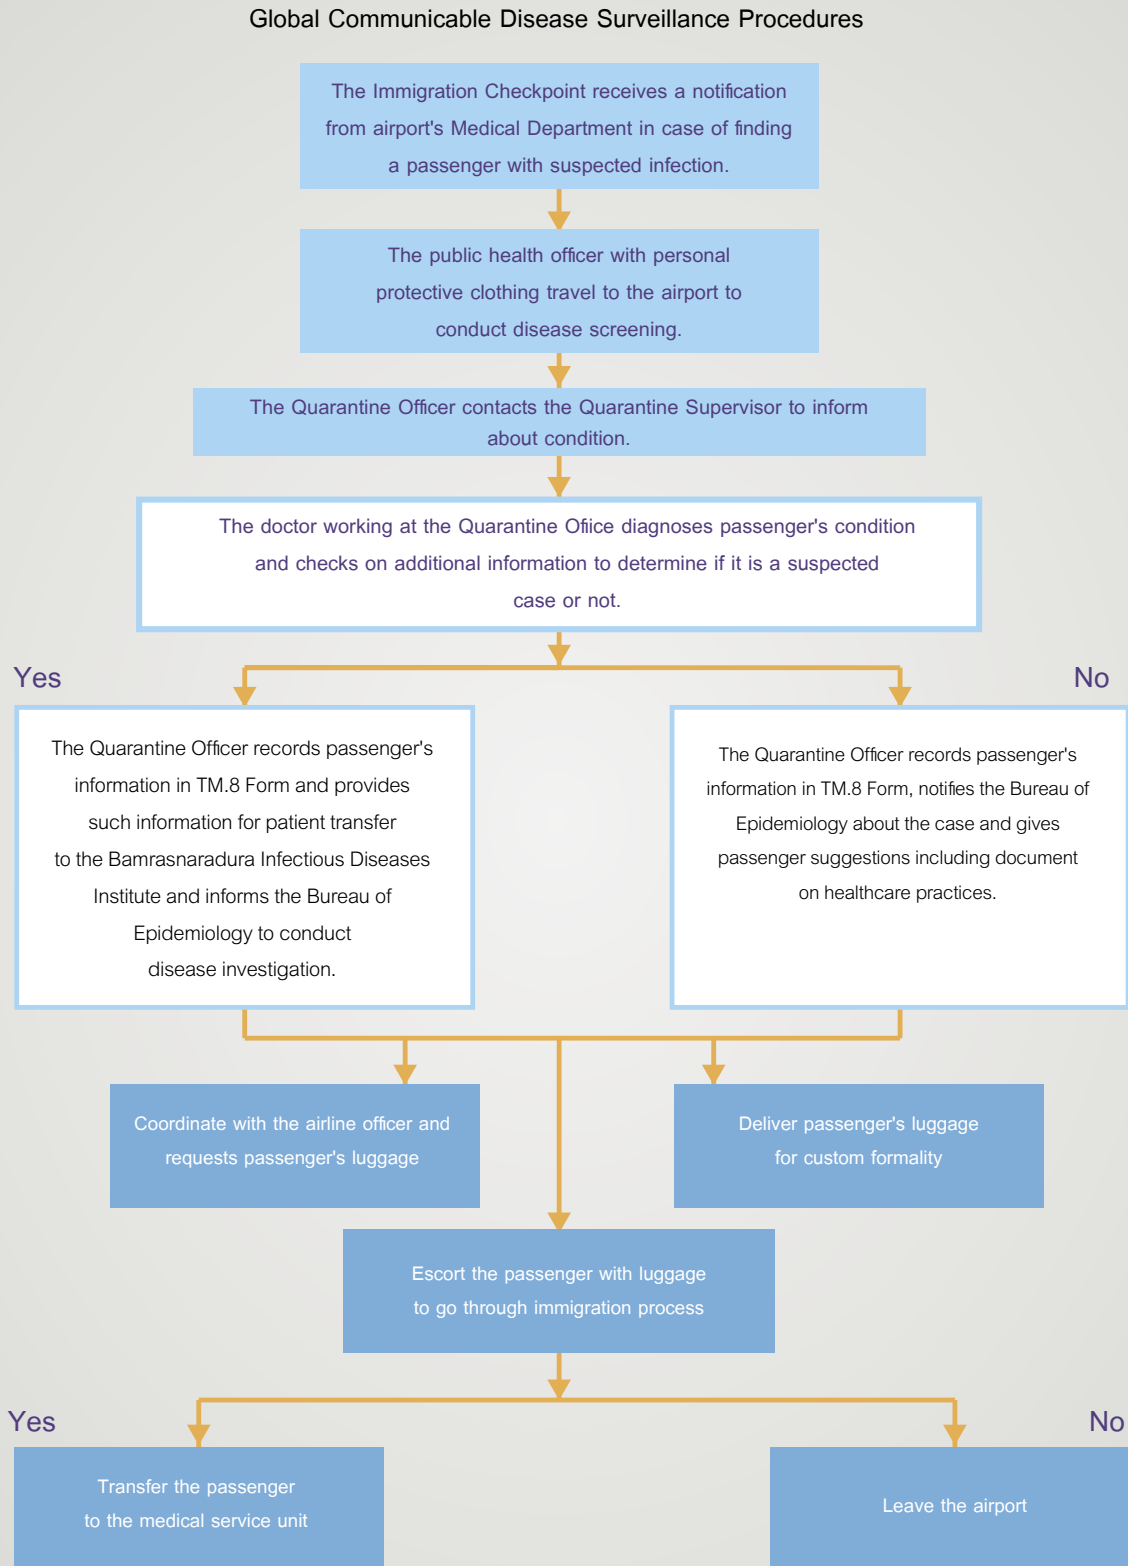 Global Communicable Disease Surveillance Procedures
The Immigration Checkpoint receives a notification
from airport's Medical Department in case of finding
a passenger with suspected infection.
The public health officer with personal
protective clothing travel to the airport to
conduct disease screening.
The Quarantine Officer contacts the Quarantine Supervisor to inform
about condition.
The doctor working at the Quarantine Ofiice diagnoses passenger's condition
and checks on additional information to determine if it is a suspected
case or not.
Yes
No
The Quarantine Officer records passenger's
information in TM.8 Form and provides
such information for patient transfer
to the Bamrasnaradura Infectious Diseases
Institute and informs the Bureau of
Epidemiology to conduct
disease investigation.
The Quarantine Officer records passenger's
information in TM.8 Form, notifies the Bureau of
Epidemiology about the case and gives
passenger suggestions including document
on healthcare practices.
Coordinate with the airline officer and
requests passenger's luggage
Deliver passenger's luggage
for custom formality
Escort the passenger with luggage
to go through immigration process
Yes
No
Transfer the passenger
to the medical service unit
Leave the airport